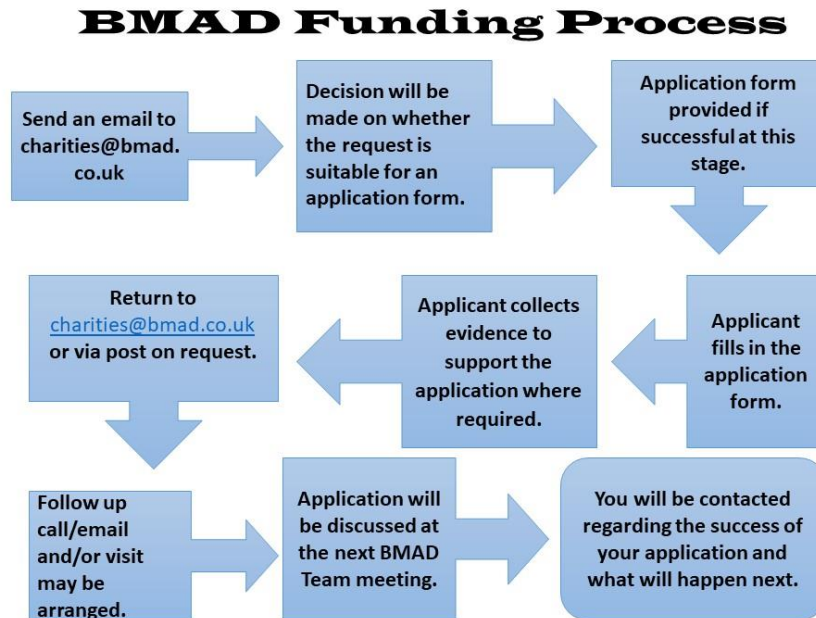 BMAD Funding Process
Send an email to
charities@bmad.
co.uk
Decision will be
made on whether
the request is
suitable for an
application form.
Application form
provided if
successful at this
stage.
Applicant
fills in the
application
form.
Applicant collects
evidence to
support the
application where
required.
Return to
charities@bmad.co.uk
or via post on request.
Follow up
call/email
and/or visit
may be
arranged.
Application will
be discussed at
the next BMAD
Team meeting.
You will be contacted
regarding the success of
your application and
what will happen next.